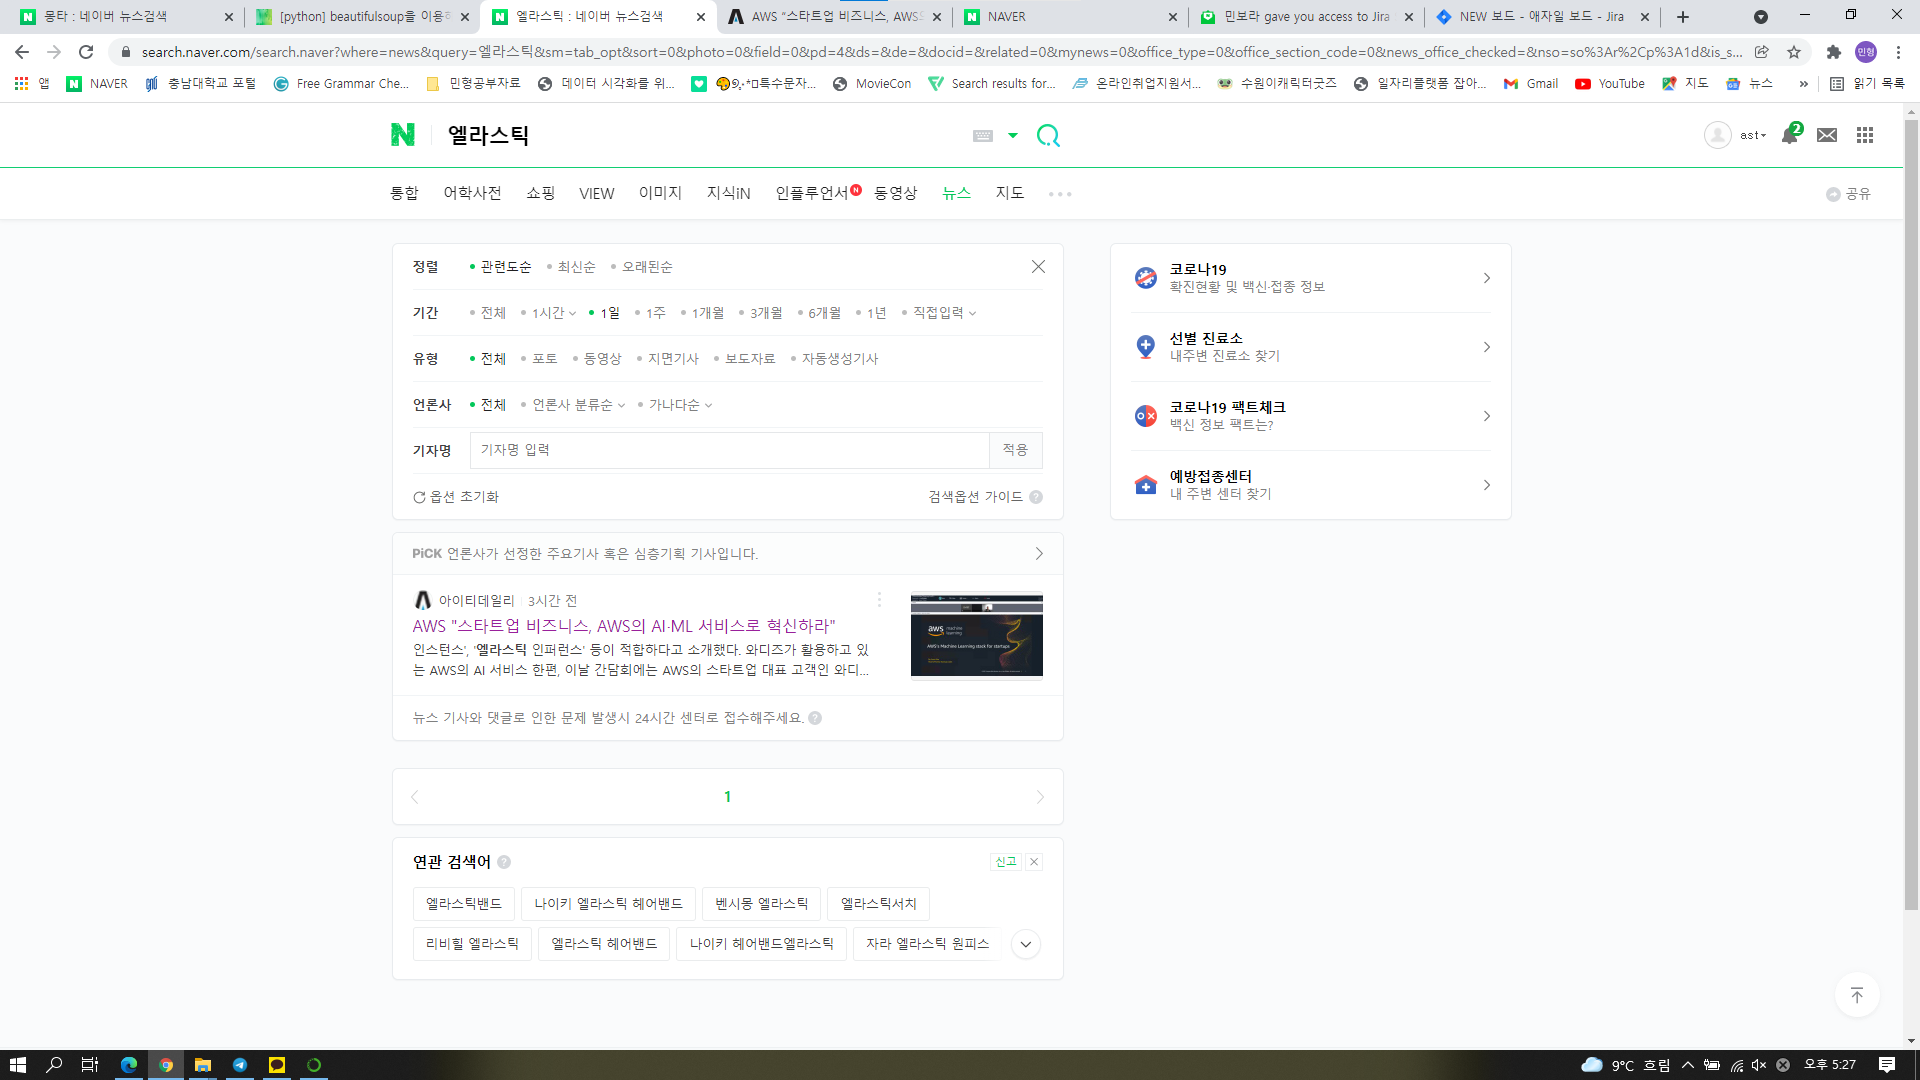 몽타 : 네이버 뉴스검색
[python] beautifulsoup을 이용하
엘라스틱 : 네이버 뉴스검색
AWS "스타트업 비즈니스, AWS의
NAVER
민보라 gave you access to Jira
NEW 보드 - 애자일 보드 - Jira
search.naver.com/search.naver?where=news&query=엘라스틱&sm=tab_opt&sort=0&photo=0&field=0&pd=4&ds=&de=&docid=&related=0&mynews=0&office_type=0&office_section_code=0&news_office_checked=&nso=so%3Ar%2Cp%3A1d&is_s...
민형
앱
NAVER
충남대학교 포털
Free Grammar Che...
민형공부자료
데이터 시각화를 위...
특수문자...
MovieCon
Search results for...
온라인취업지원서...
수원이캐릭터굿즈
일자리플랫폼 잡아...
Gmail
YouTube
지도
뉴스
»
읽기 목록
N 엘라스틱
ast
2
통합 어학사전 쇼핑 VIEW 이미지 지식iN 인플루언서 N 동영상 뉴스 지도
공유
정렬 관련도순 최신순 오래된순
기간 전체 1시간 1일 1주 1개월 3개월 6개월 1년 직접입력
유형 전체 포토 동영상 지면기사 보도자료 자동생성기사
언론사 전체 언론사 분류순 가나다순
기자명 기자명 입력 적용
옵션 초기화 검색옵션 가이드 ?
코로나19
확진현황 및 백신·접종 정보
선별 진료소
내주변 진료소 찾기
코로나19 팩트체크
백신 정보 팩트는?
예방접종센터
내 주변 센터 찾기
PiCK 언론사가 선정한 주요기사 혹은 심층기획 기사입니다.
아이티데일리 3시간 전
AWS "스타트업 비즈니스, AWS의 AI·ML 서비스로 혁신하라"
인스턴스', '엘라스틱 인퍼런스' 등이 적합하다고 소개했다. 와디즈가 활용하고 있
는 AWS의 AI 서비스 한편, 이날 간담회에는 AWS의 스타트업 대표 고객인 와디...
aws machine learning
AWS's Machine Learning stack for startups
뉴스 기사와 댓글로 인한 문제 발생시 24시간 센터로 접수해주세요. ?
1
연관 검색어 ? 신고
엘라스틱밴드 나이키 엘라스틱 헤어밴드 벤시몽 엘라스틱 엘라스틱서치
리비힐 엘라스틱 엘라스틱 헤어밴드 나이키 헤어밴드엘라스틱 자라 엘라스틱 원피스
9°C 흐림
오후 5:27